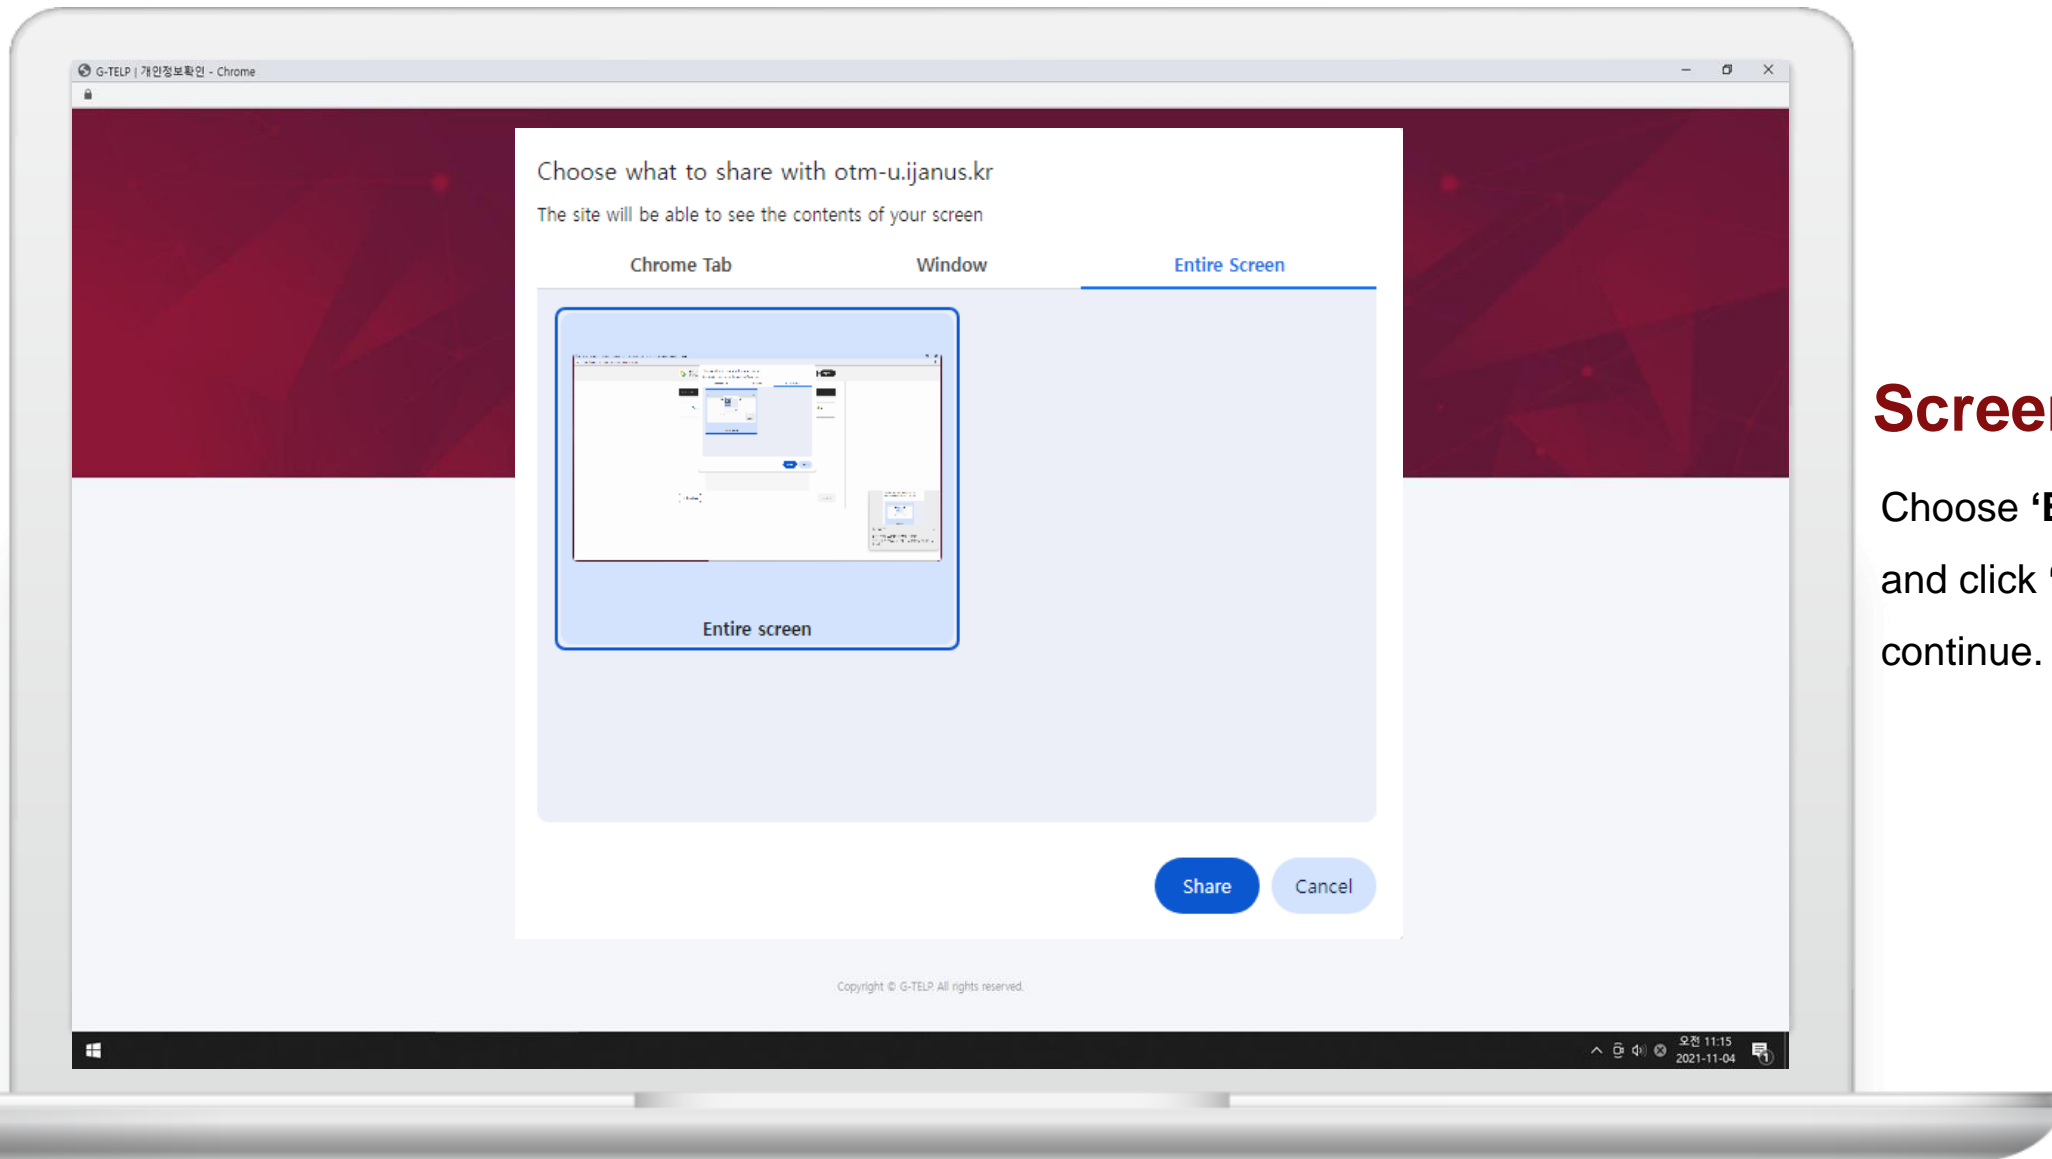 G-TELP | 개인정보확인 - Chrome
Choose what to share with otm-u.ijanus.kr
The site will be able to see the contents of your screen
Chrome Tab
Window
Entire Screen
Entire screen
Share
Cancel
Copyright © G-TELP. All rights reserved.
오전 11:15
2021-11-04
1
Screen
Choose ‘E
and click ‘
continue.